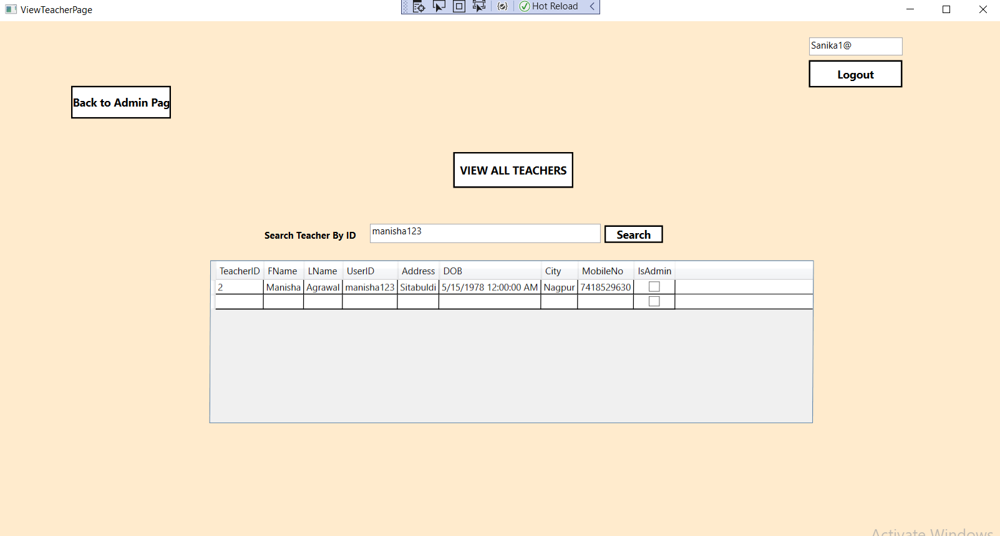 ViewTeacherPage
Hot Reload
Sanika1@
Logout
Back to Admin Pag
VIEW ALL TEACHERS
Search Teacher By ID manisha123 Search
TeacherID FName LName UserID Address DOB City MobileNo IsAdmin
2 Manisha Agrawal manisha123 Sitabuldi 5/15/1978 12:00:00 AM Nagpur 7418529630
Activate Windows